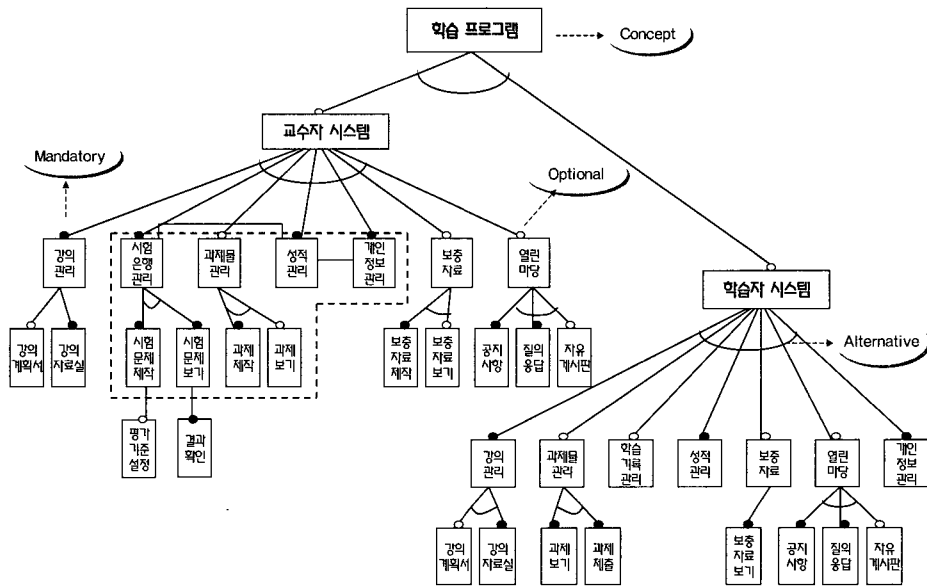 학습 프로그램
Concept
교수자 시스템
Mandatory
Optional
강의
관리
시험
은행
관리
과제물
관리
성적
관리
개인
정보
관리
보충
자료
열린
마당
학습자 시스템
강의
계획서
강의
자료실
시험
문제
제작
시험
문제
보기
과제
제작
과제
보기
보충
자료
제작
보충
자료
보기
공지
사항
질의
응답
자유
게시판
Alternative
평가
기준
설정
결과
확인
강의
관리
과제물
관리
학습
기록
관리
성적
관리
보충
자료
열린
마당
개인
정보
관리
강의
계획서
강의
자료실
과제
보기
과제
제출
보충
자료
보기
공지
사항
질의
응답
자유
게시판